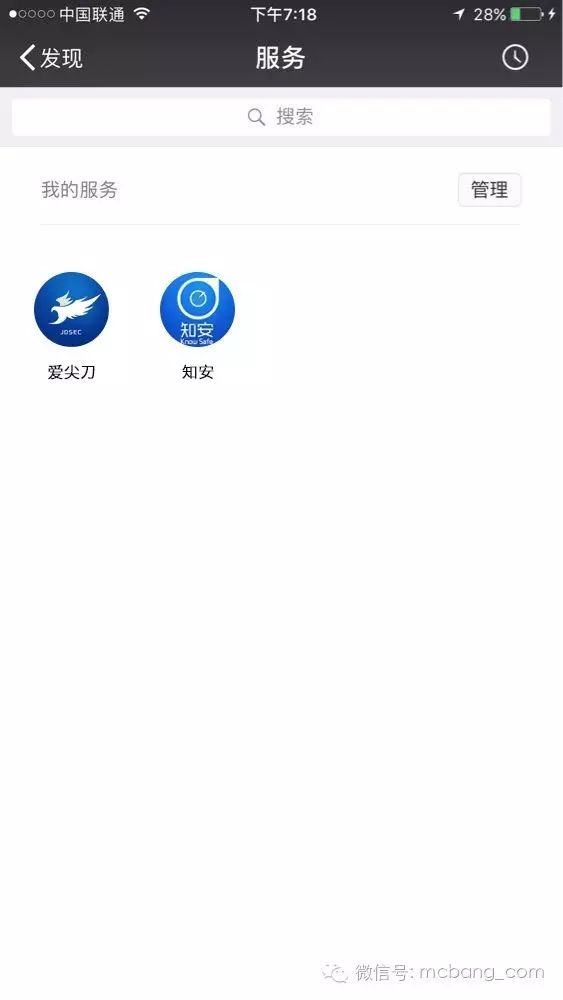 中国联通 下午7:18 28%
发现 服务
搜索
我的服务 管理
JDSEC
知安
Know Safe
爱尖刀 知安
微信号: mcbang_com